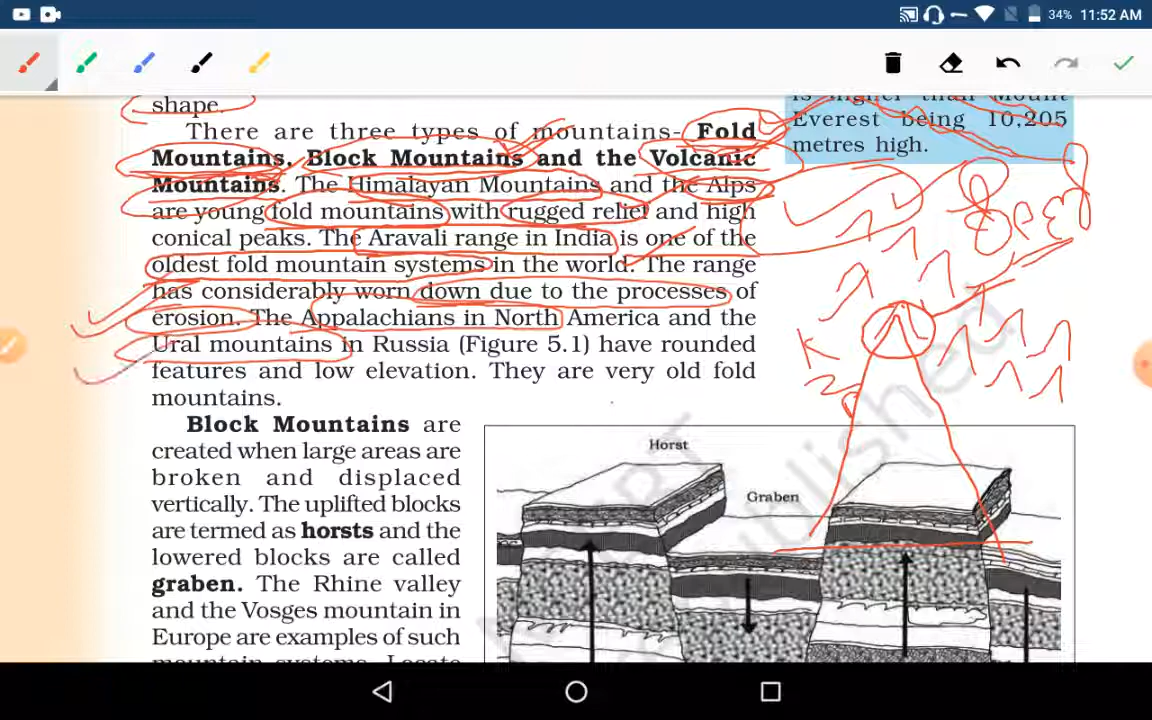 34% 11:52 AM
shape.
There are three types of mountains- Fold
Mountains, Block Mountains and the Volcanic
Mountains. The Himalayan Mountains and the Alps
are young fold mountains with rugged relief and high
conical peaks. The Aravali range in India is one of the
oldest fold mountain systems in the world. The range
has considerably worn down due to the processes of
erosion. The Appalachians in North America and the
Ural mountains in Russia (Figure 5.1) have rounded
features and low elevation. They are very old fold
mountains.
Block Mountains are
created when large areas are
broken and displaced
vertically. The uplifted blocks
are termed as horsts and the
lowered blocks are called
graben. The Rhine valley
and the Vosges mountain in
Europe are examples of such
mountain systems. Locate
is higher than Mount
Everest being 10,205
metres high.
Horst
Graben